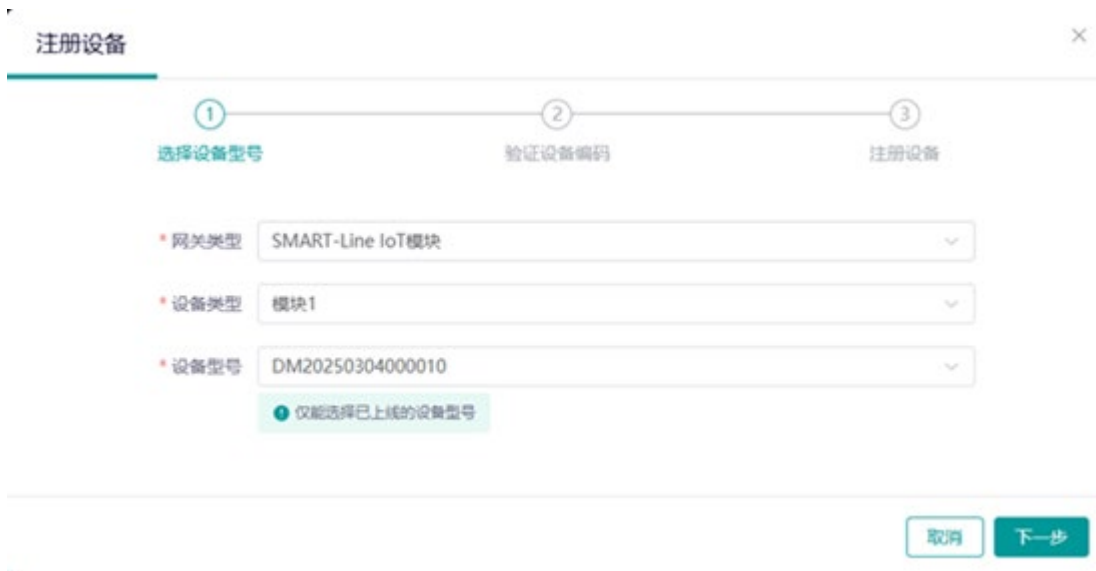 注册设备
1 2 3
选择设备型号 验证设备编码 注册设备
* 网关类型 SMART-Line IoT模块
* 设备类型 模块1
* 设备型号 DM20250304000010
仅能选择已上线的设备型号
取消 下一步